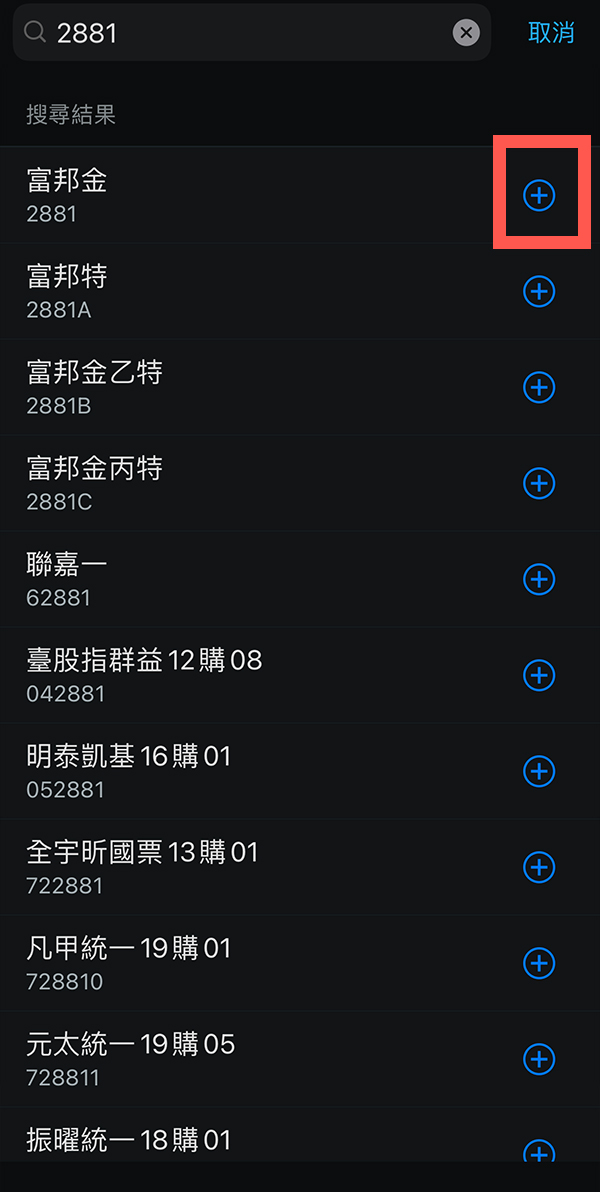 2881
取消
搜尋結果
富邦金
2881
富邦特
2881A
富邦金乙特
2881B
富邦金丙特
2881C
聯嘉一
62881
臺股指群益12購08
042881
明泰凱基16購01
052881
全宇昕國票13購01
722881
凡甲統一19購01
728810
元太統一19購05
728811
振曜統一18購01